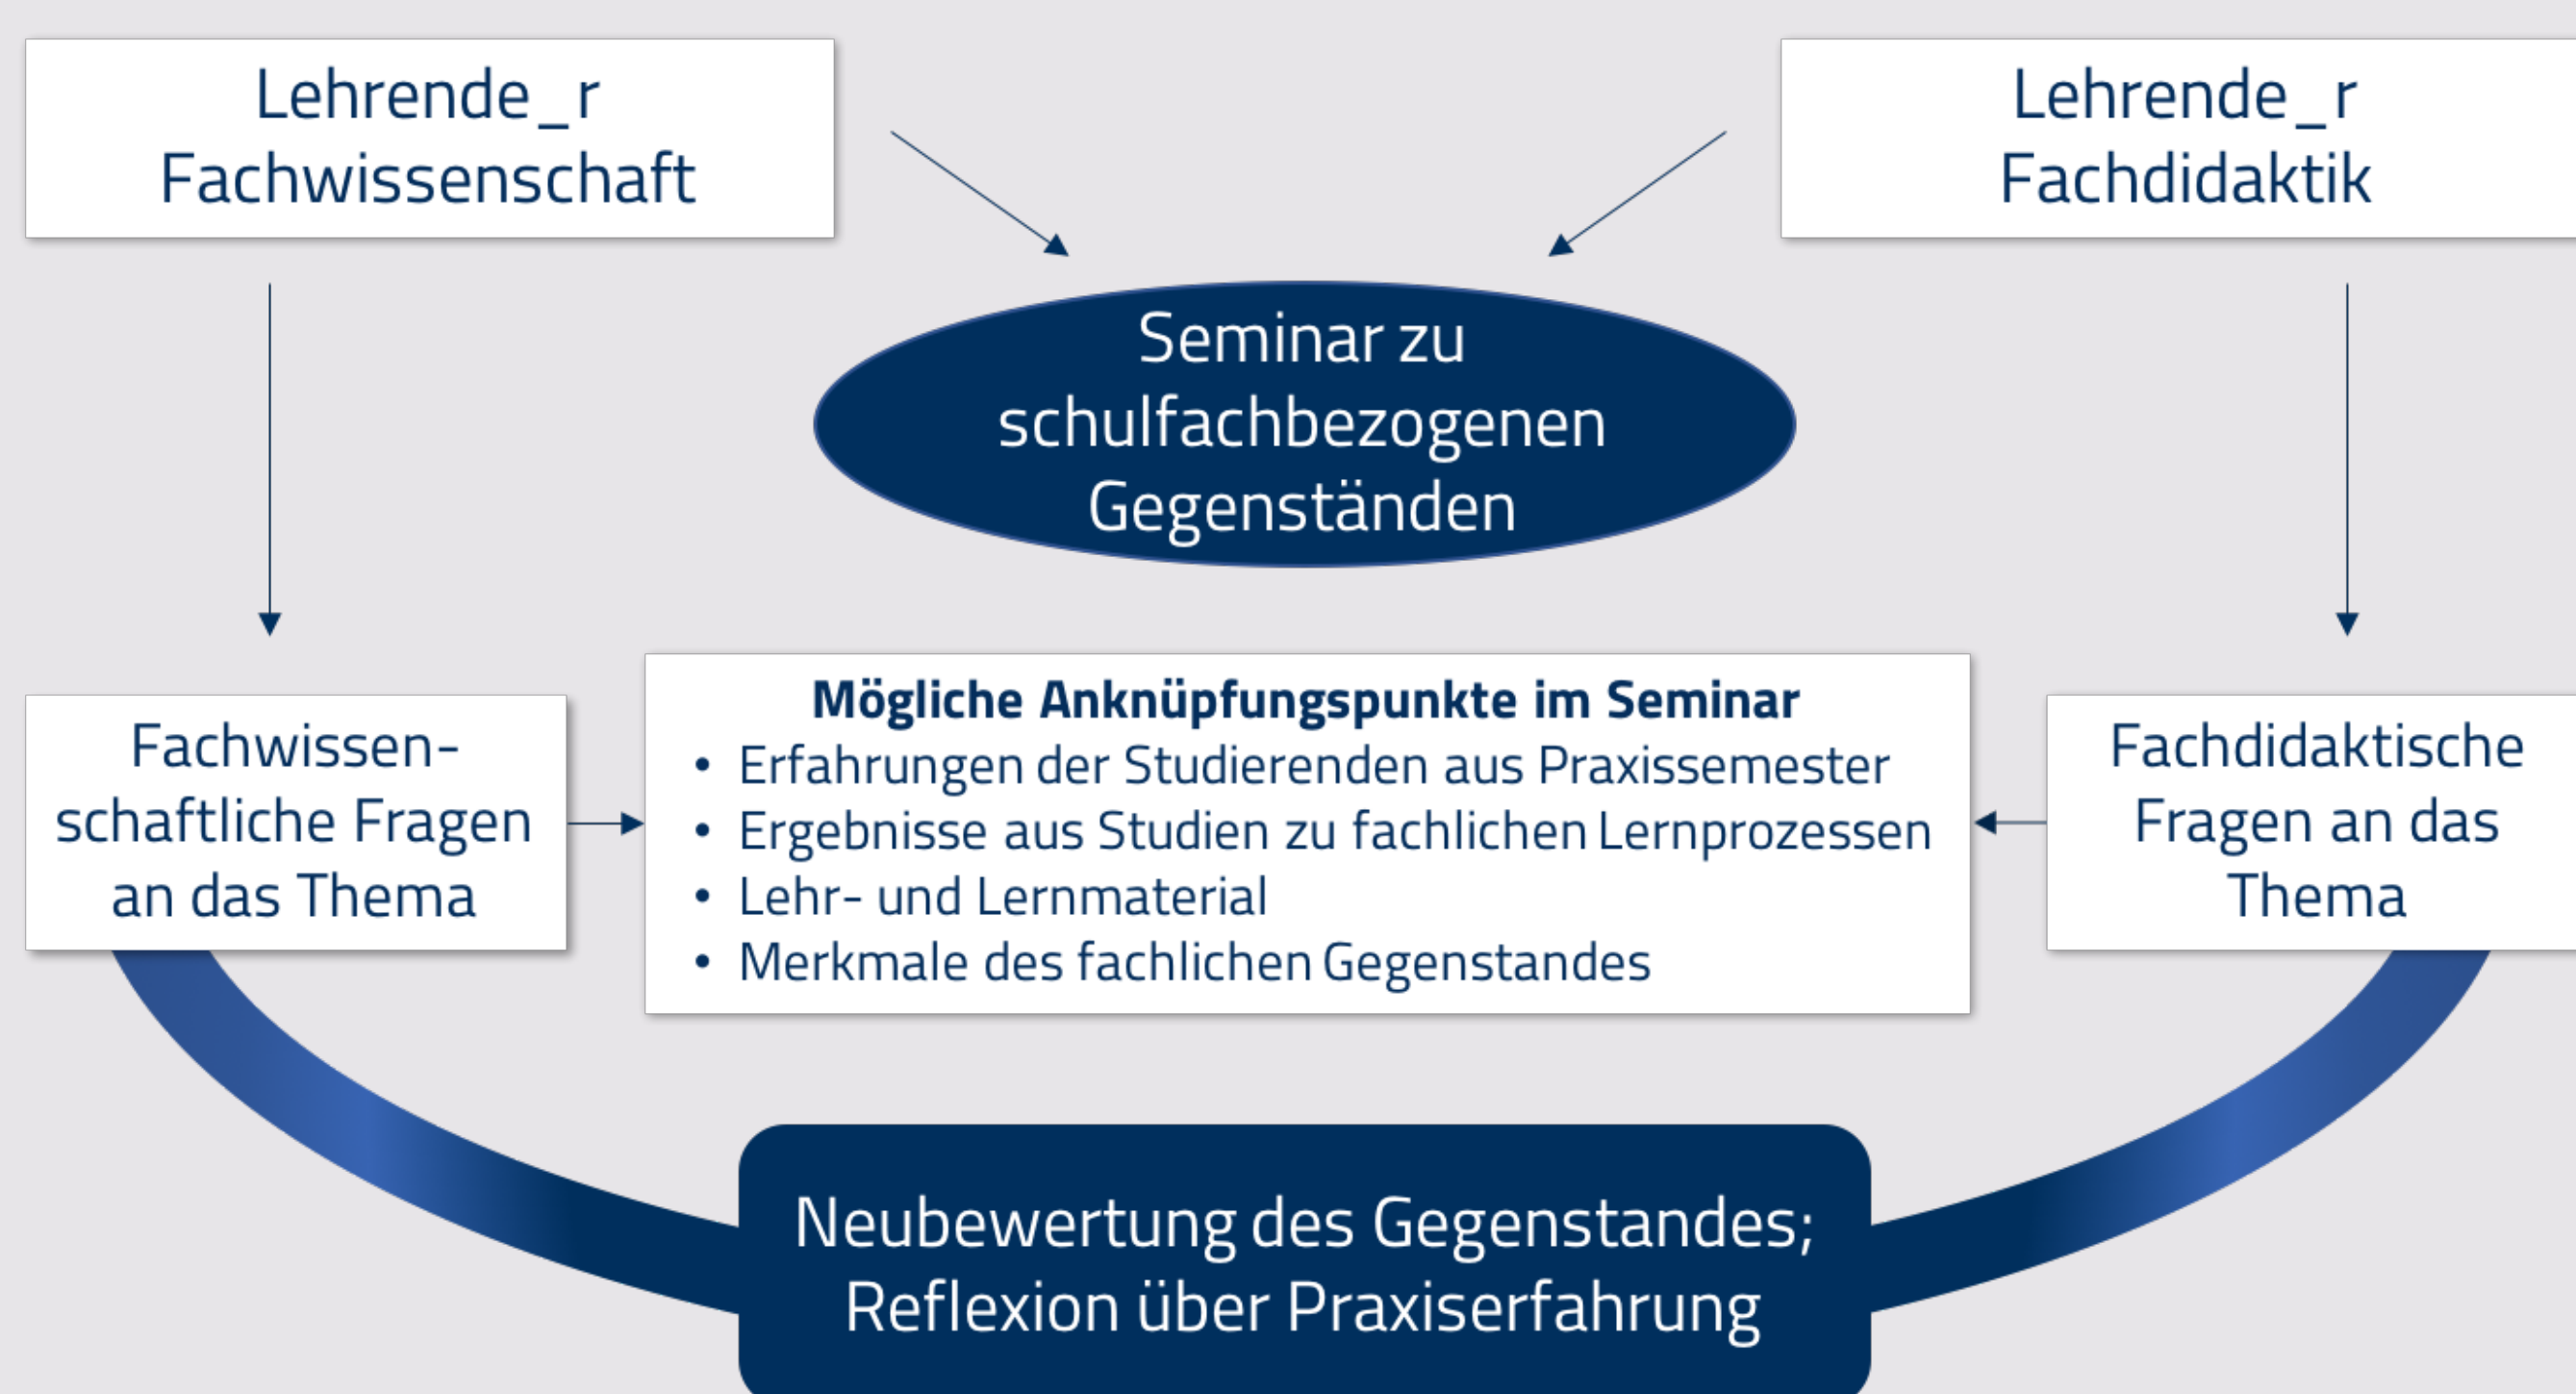 Lehrende_r
Fachwissenschaft
Lehrende_r
Fachdidaktik
Seminar zu
schulfachbezogenen
Gegenständen
Fachwissen-
schaftliche Fragen
an das Thema
Mögliche Anknüpfungspunkte im Seminar
• Erfahrungen der Studierenden aus Praxissemester
• Ergebnisse aus Studien zu fachlichen Lernprozessen
• Lehr- und Lernmaterial
• Merkmale des fachlichen Gegenstandes
Fachdidaktische
Fragen an das
Thema
Neubewertung des Gegenstandes;
Reflexion über Praxiserfahrung